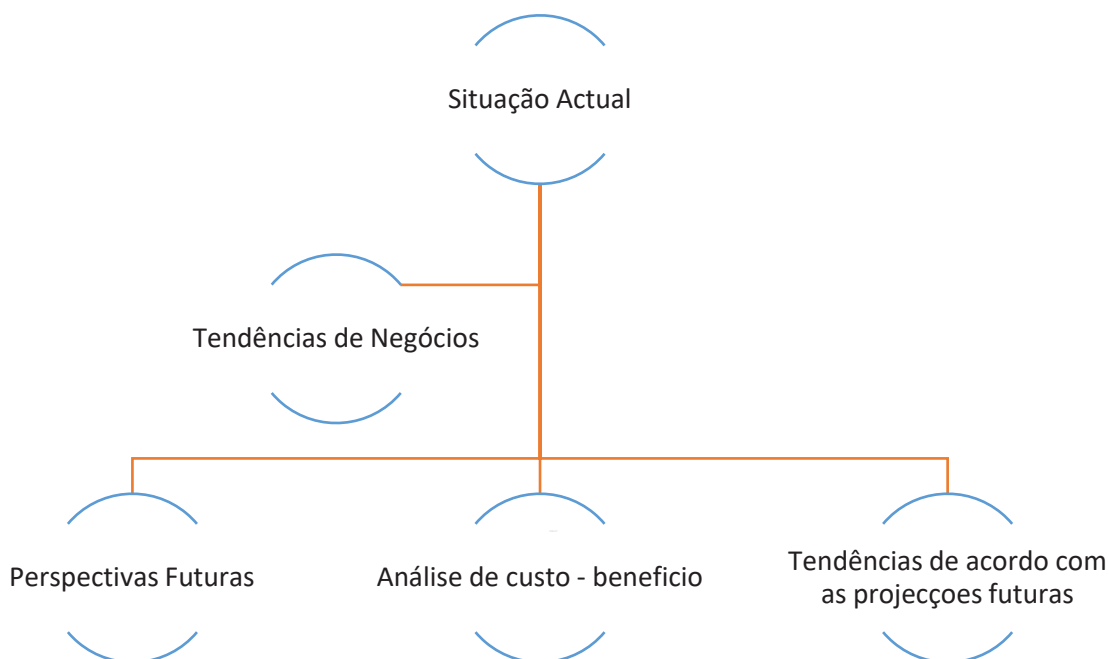 Situação Actual
Tendências de Negócios
Perspectivas Futuras
Análise de custo - beneficio
Tendências de acordo com
as projecçoes futuras